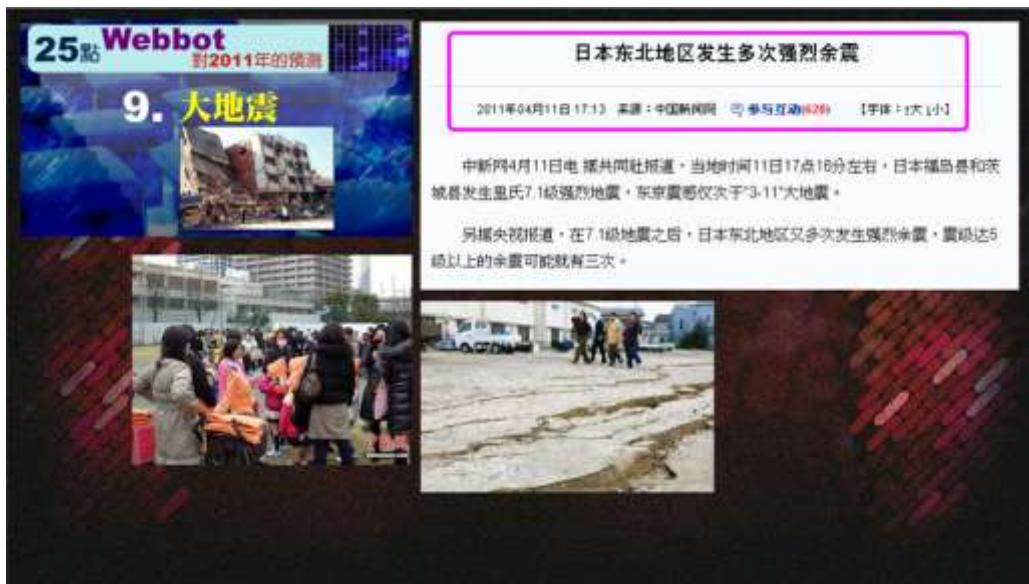 25點 Webbot
對2011年的預測
9. 大地震
日本东北地区发生多次强烈余震
2011年04月11日 17:13 来源：中国新闻网 参与互动(620) 【字体：↑大 ↓小】
中新网4月11日电 据共同社报道，当地时间11日17点16分左右，日本福岛县和茨
城县发生里氏7.1级强烈地震，东京震感仅次于"3-11"大地震。
另据央视报道，在7.1级地震之后，日本东北地区又多次发生强烈余震，震级达5
级以上的余震可能就有三次。